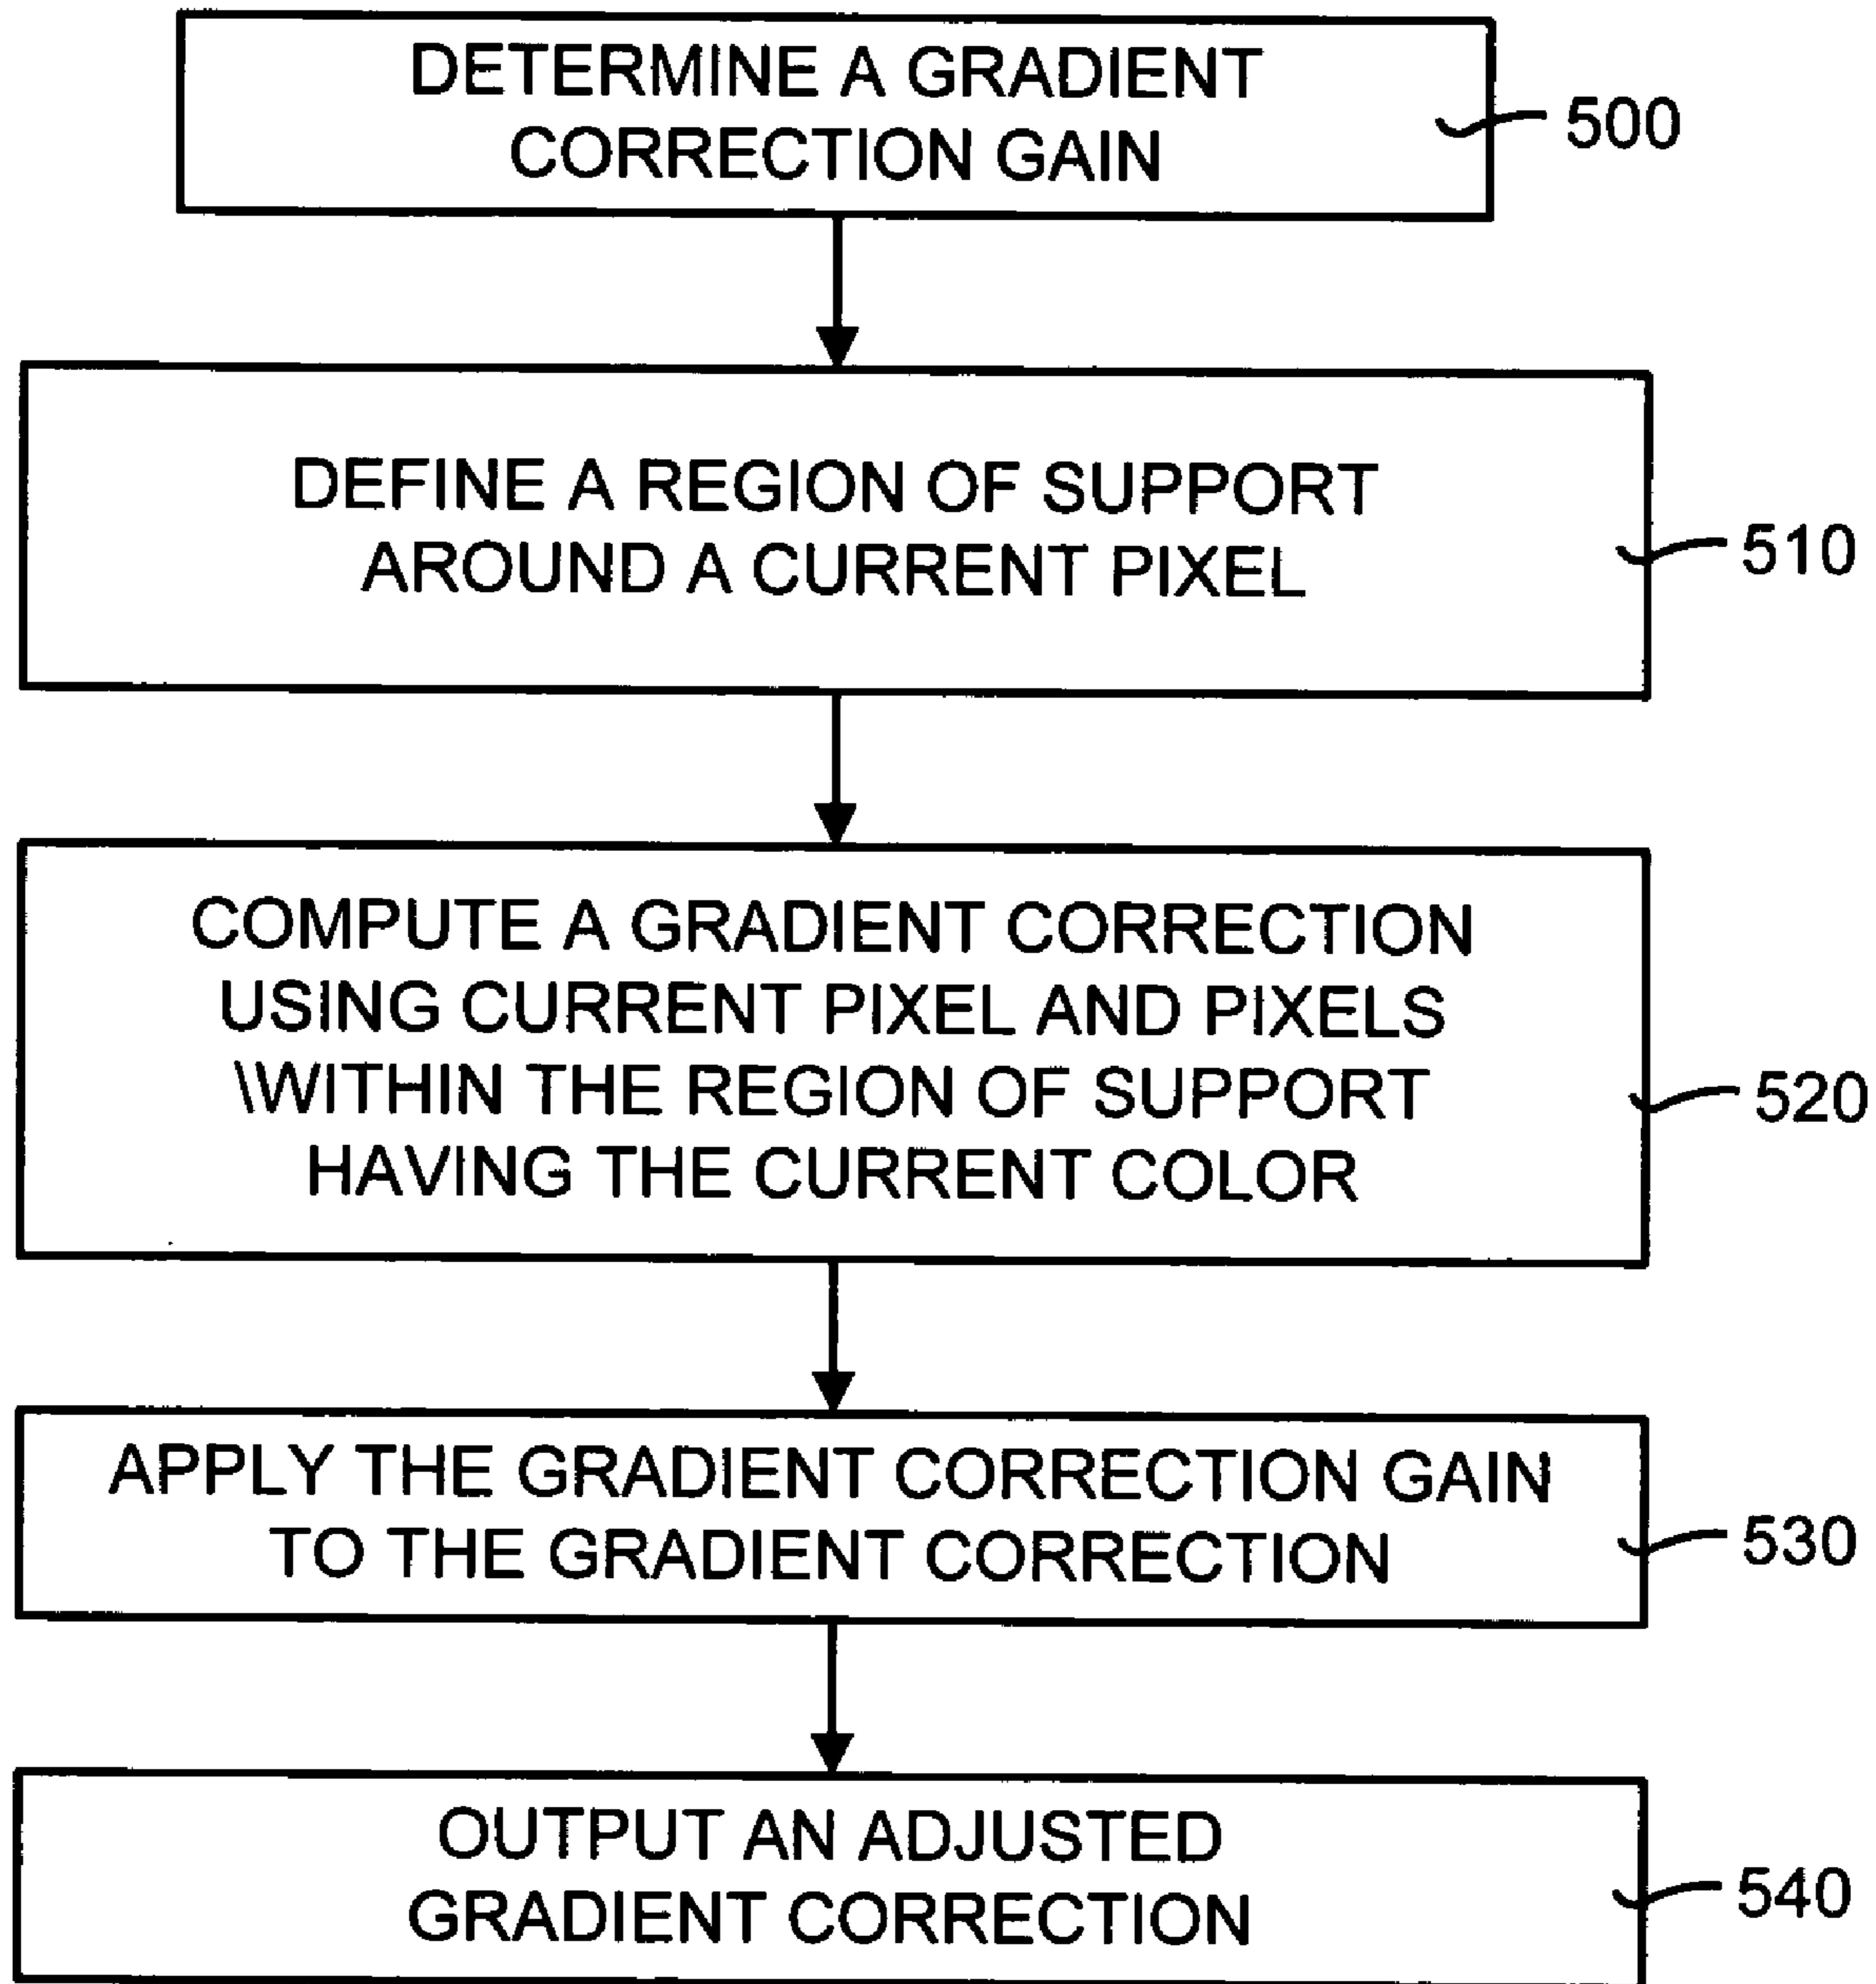 DETERMINE A GRADIENT
CORRECTION GAIN
500
DEFINE A REGION OF SUPPORT
AROUND A CURRENT PIXEL
510
COMPUTE A GRADIENT CORRECTION
USING CURRENT PIXEL AND PIXELS
\WITHIN THE REGION OF SUPPORT
HAVING THE CURRENT COLOR
520
APPLY THE GRADIENT CORRECTION GAIN
TO THE GRADIENT CORRECTION
530
OUTPUT AN ADJUSTED
GRADIENT CORRECTION
540